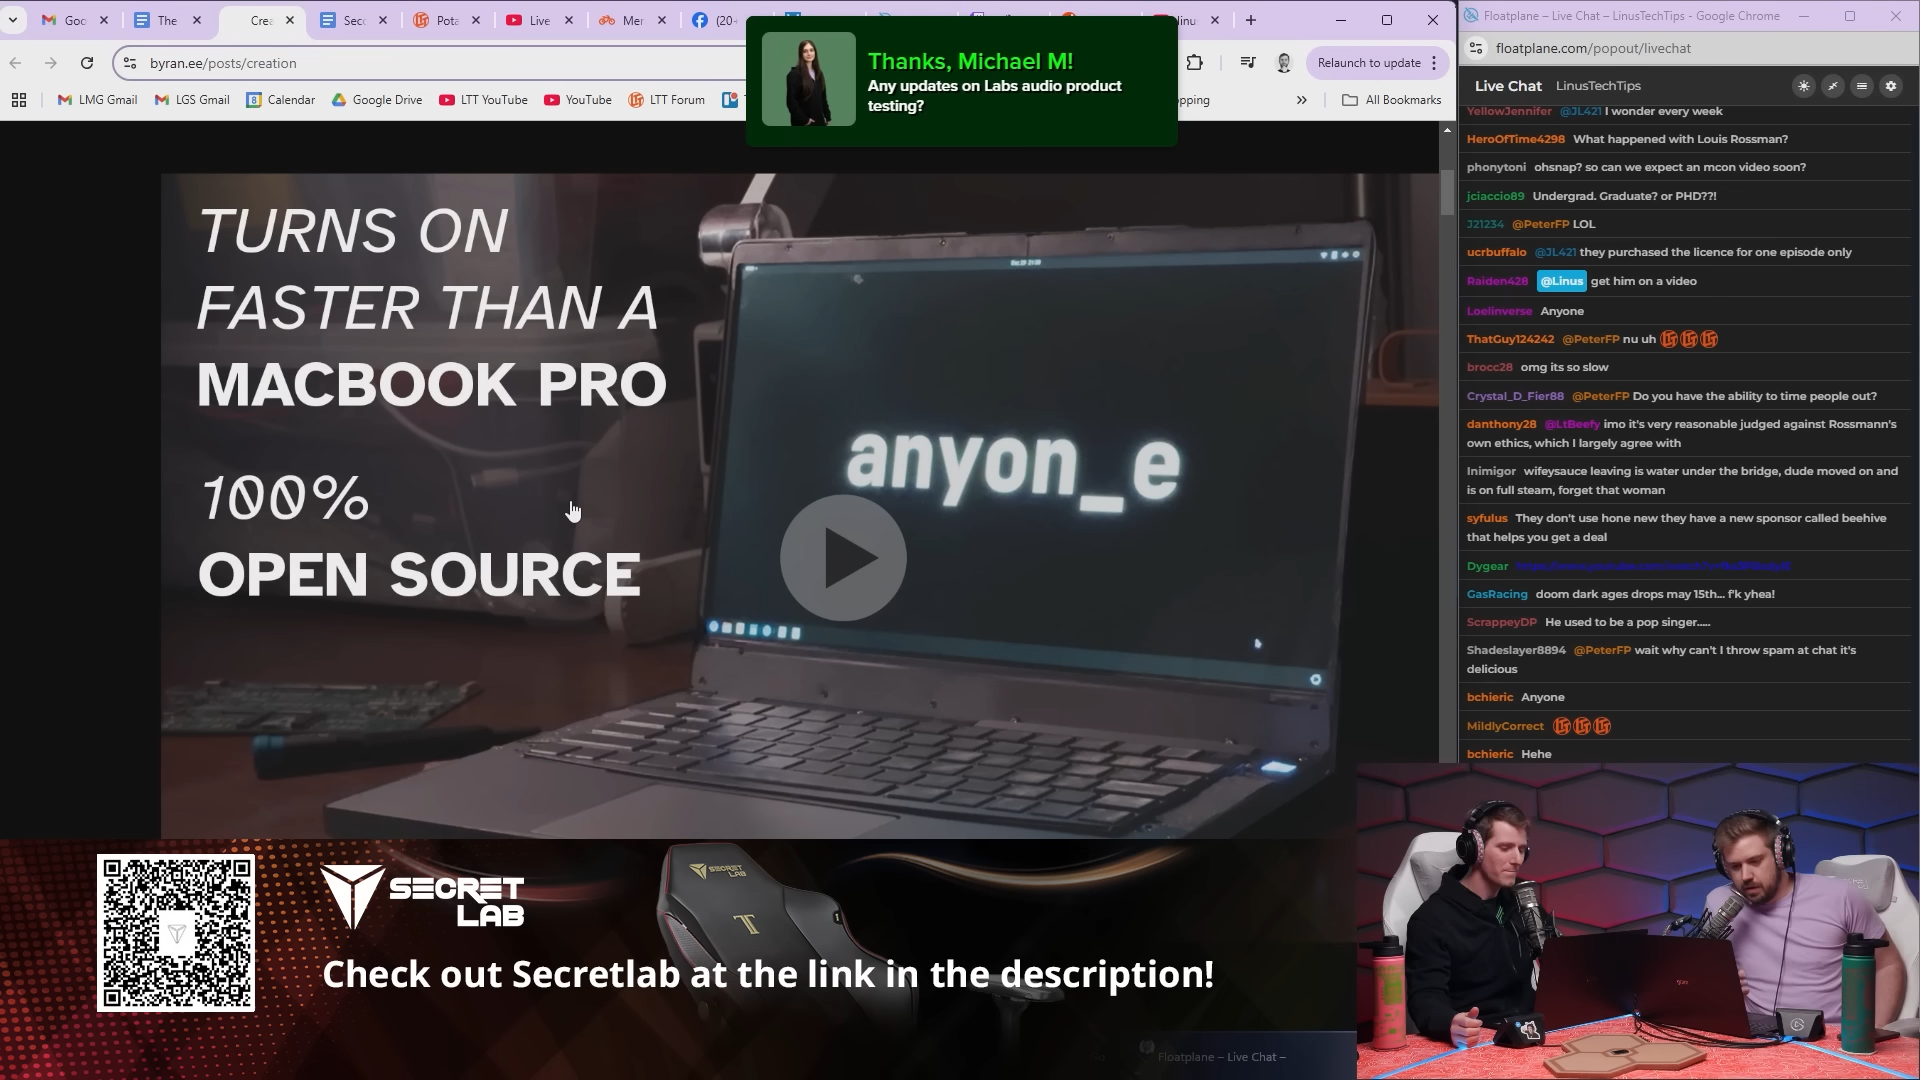 Goo
The
Crea
Sec
Pota
Live
Mer
(20
linu
byran.ee/posts/creation
Relaunch to update
LMG Gmail
LGS Gmail
Calendar
Google Drive
LTT YouTube
YouTube
LTT Forum
All Bookmarks
Thanks, Michael M!
Any updates on Labs audio product
testing?
TURNS ON
FASTER THAN A
MACBOOK PRO
100%
OPEN SOURCE
anyon_e
SECRET
LAB
Check out Secretlab at the link in the description!
Floatplane – Live Chat –
Floatplane – Live Chat – LinusTechTips - Google Chrome
floatplane.com/popout/livechat
Live Chat LinusTechTips
YellowJennifer @JL421 I wonder every week
HeroOfTime4298 What happened with Louis Rossman?
phonytoni ohsnap? so can we expect an mcon video soon?
jciaccio89 Undergrad. Graduate? or PHD??!
J21234 @PeterFP LOL
ucrbuffalo @JL421 they purchased the licence for one episode only
Raiden428 @Linus get him on a video
Loelinverse Anyone
ThatGuy124242 @PeterFP nu uh
brocc28 omg its so slow
Crystal_D_Fier88 @PeterFP Do you have the ability to time people out?
danthony28 @LtBeefy imo it's very reasonable judged against Rossmann's
own ethics, which I largely agree with
Inimigor wifeysauce leaving is water under the bridge, dude moved on and
is on full steam, forget that woman
syfulus They don't use hone new they have a new sponsor called beehive
that helps you get a deal
Dygear
GasRacing doom dark ages drops may 15th... f'k yhea!
ScrappeyDP He used to be a pop singer.....
Shadeslayer8894 @PeterFP wait why can't I throw spam at chat it's
delicious
bchieric Anyone
MildlyCorrect
bchieric Hehe